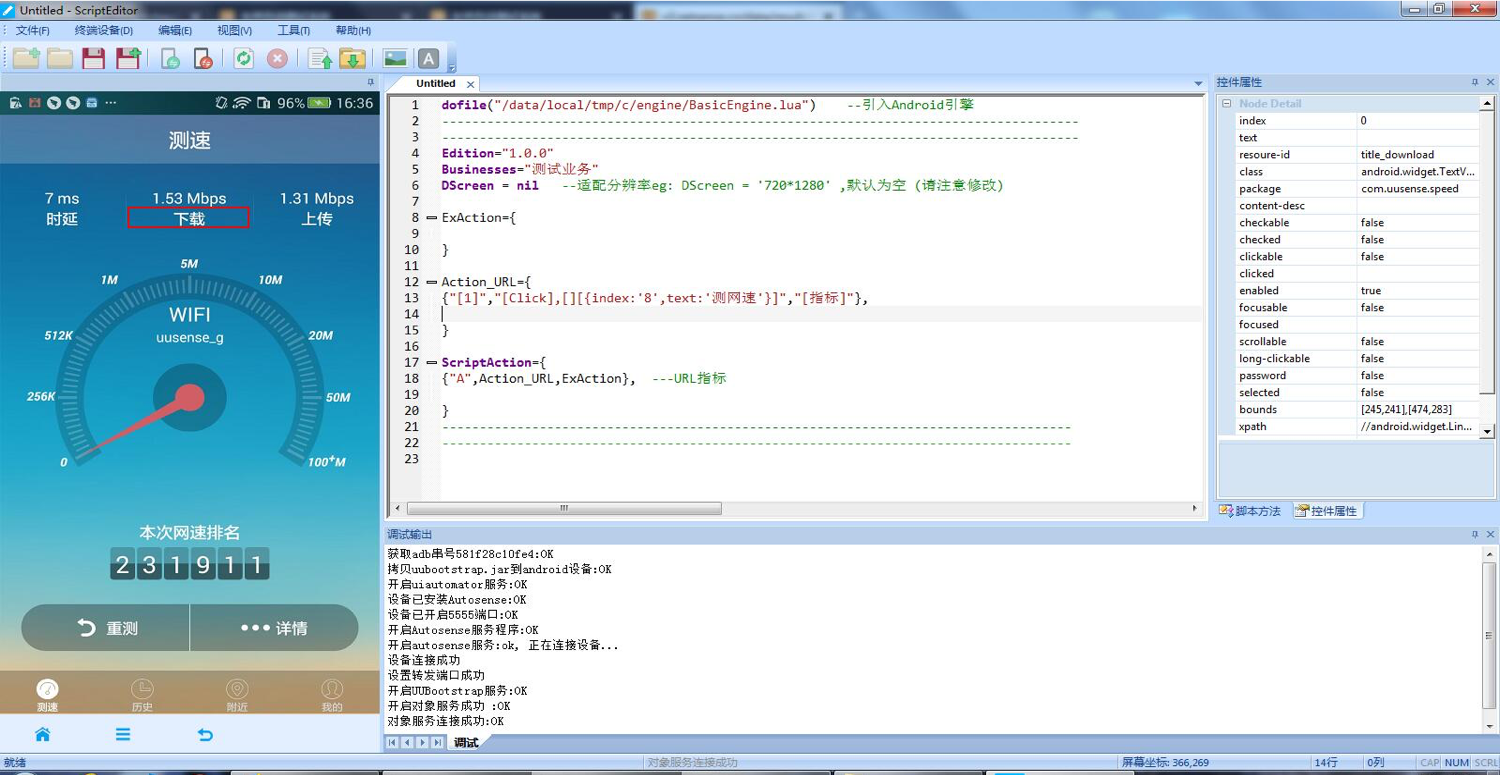 Untitled - ScriptEditor
文件(F) 终端设备(D) 编辑(E) 视图(V) 工具(T) 帮助(H)
96% 16:36
测速
7 ms 1.53 Mbps 1.31 Mbps
时延 下载 上传
5M
1M 10M
WIFI
512K uusense_g 20M
256K 50M
0 100+M
本次网速排名
231911
重测 详情
测速 历史 附近 我的
Untitled
1 dofile("/data/local/tmp/c/engine/BasicEngine.lua") --引入Android引擎
2 --------------------------------------------------------------------------------
3 --------------------------------------------------------------------------------
4 Edition="1.0.0"
5 Businesses="测试业务"
6 DScreen = nil --适配分辨率eg: DScreen = '720*1280' ,默认为空 (请注意修改)
7
8 ExAction={
9
10 }
11
12 Action_URL={
13 {"[1]","[Click],[][{index:'8',text:'测网速'}]","[指标]"},
14
15 }
16
17 ScriptAction={
18 {"A",Action_URL,ExAction}, ---URL指标
19
20 }
21 -------------------------------------------------------------------------------
22 -------------------------------------------------------------------------------
23
控件属性
Node Detail
index 0
text
resoure-id title_download
class android.widget.TextV...
package com.uusense.speed
content-desc
checkable false
checked false
clickable false
clicked
enabled true
focusable false
focused
scrollable false
long-clickable false
password false
selected false
bounds [245,241],[474,283]
xpath //android.widget.Lin...
脚本方法 控件属性
调试输出
获取adb串号581f28c10fe4:OK
拷贝uubootstrap.jar到android设备:OK
开启uiautomator服务:OK
设备已安装Autosense:OK
设备已开启5555端口:OK
开启Autosense服务程序:OK
开启autosense服务:ok, 正在连接设备...
设备连接成功
设置转发端口成功
开启UUBootstrap服务:OK
开启对象服务成功 :OK
对象服务连接成功:OK
调试
就绪 对象服务连接成功 屏幕坐标: 366,269 14行 0列 CAP NUM SCRL